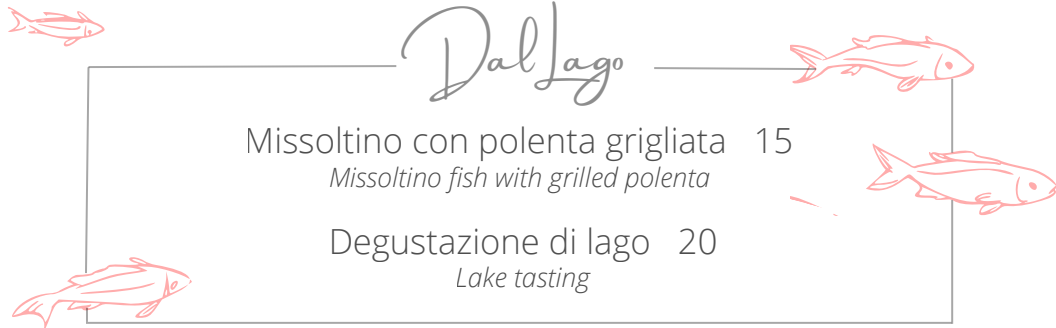 Dal Lago
Missoltino con polenta grigliata 15
Missoltino fish with grilled polenta
Degustazione di lago 20
Lake tasting